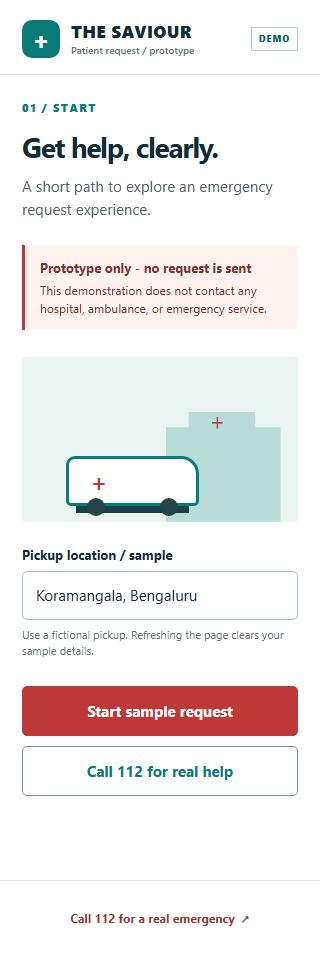 THE SAVIOUR
Patient request / prototype
DEMO
01 / START
Get help, clearly.
A short path to explore an emergency
request experience.
Prototype only - no request is sent
This demonstration does not contact any
hospital, ambulance, or emergency service.
Pickup location / sample
Koramangala, Bengaluru
Use a fictional pickup. Refreshing the page clears your
sample details.
Start sample request
Call 112 for real help
Call 112 for a real emergency ↗